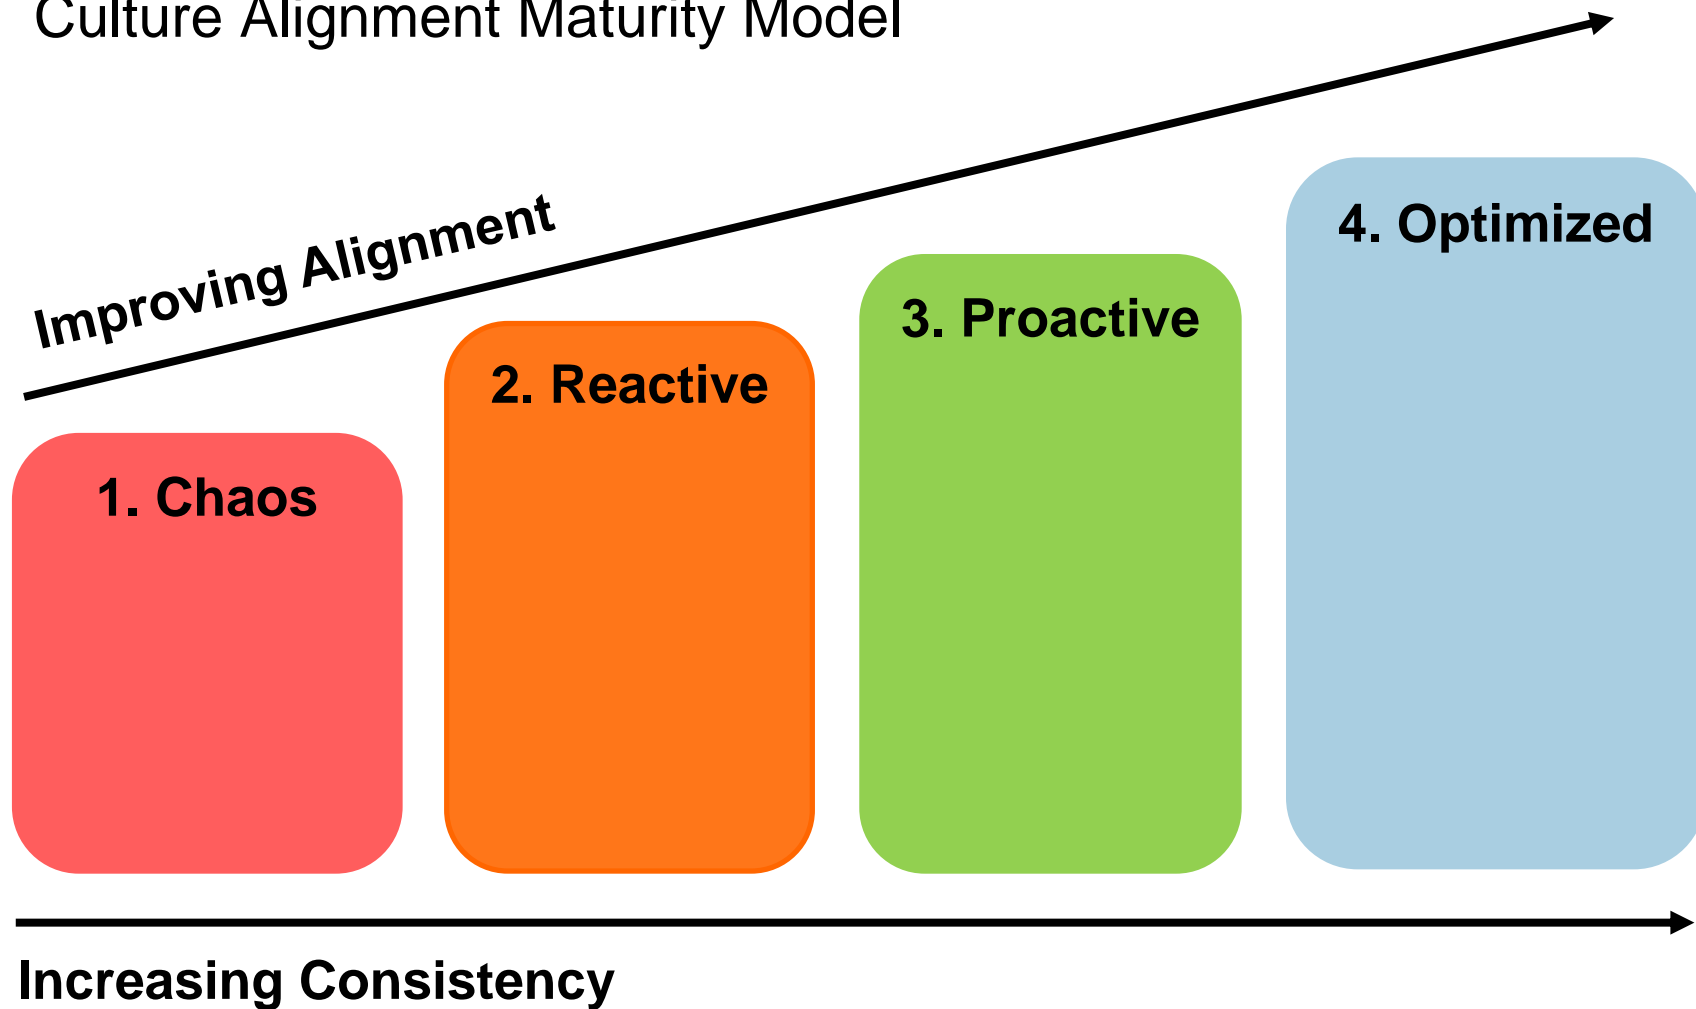 Culture Alignment Maturity Model
Improving Alignment
1. Chaos
2. Reactive
3. Proactive
4. Optimized
Increasing Consistency